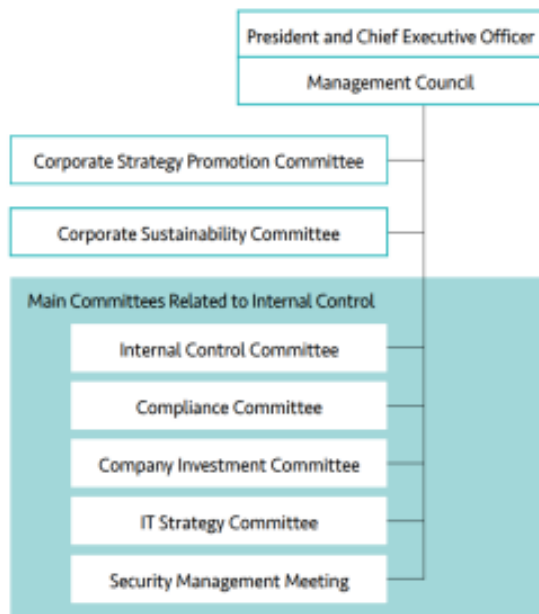 President and Chief Executive Officer
Management Council
Corporate Strategy Promotion Committee
Corporate Sustainability Committee
Main Committees Related to Internal Control
Internal Control Committee
Compliance Committee
Company Investment Committee
IT Strategy Committee
Security Management Meeting